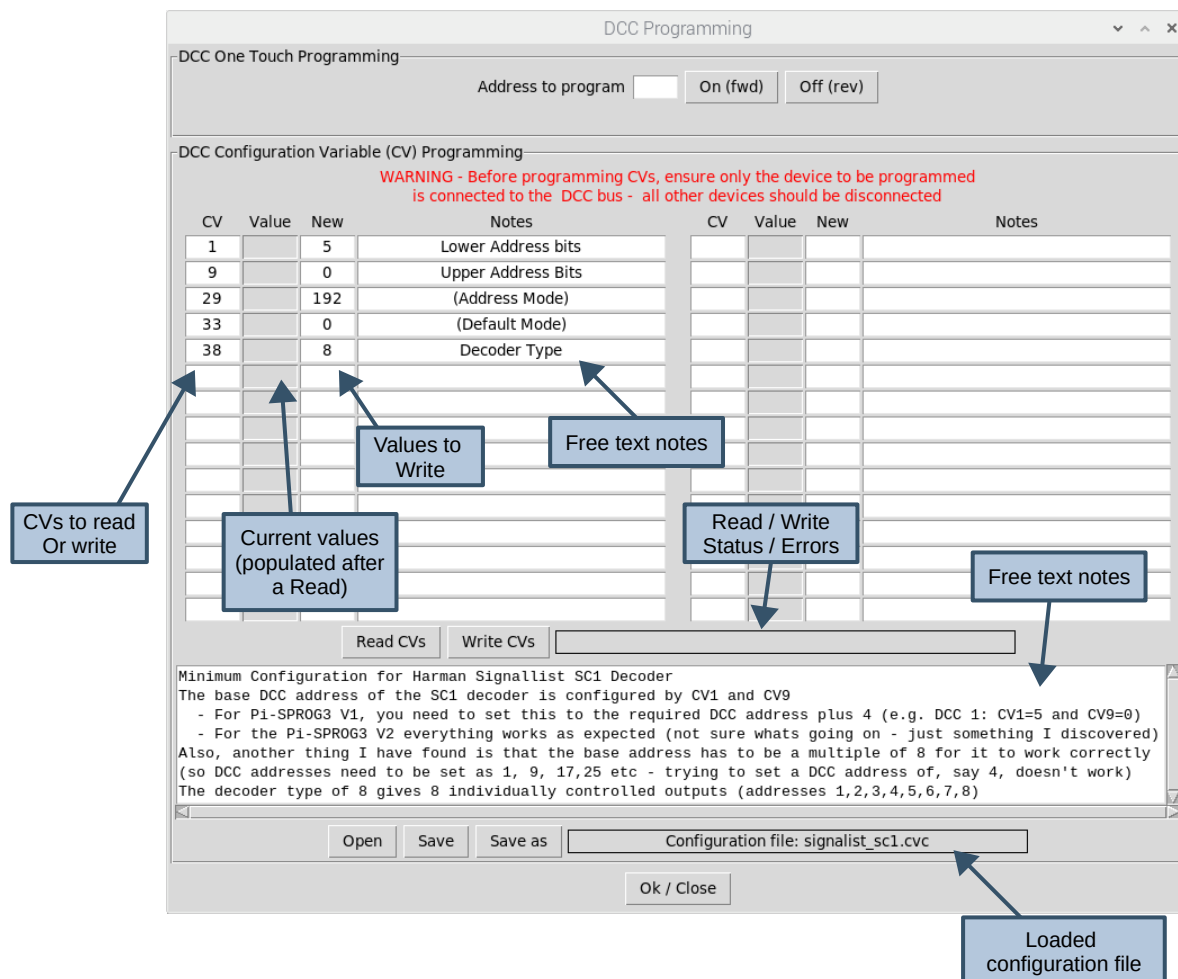 DCC Programming
DCC One Touch Programming
Address to program On (fwd) Off (rev)
DCC Configuration Variable (CV) Programming
WARNING - Before programming CVs, ensure only the device to be programmed
is connected to the  DCC bus -  all other devices should be disconnected
CV Value New Notes CV Value New Notes
1 5 Lower Address bits
9 0 Upper Address Bits
29 192 (Address Mode)
33 0 (Default Mode)
38 8 Decoder Type
Free text notes
Values to
Write
CVs to read
Or write
Current values
(populated after
a Read)
Read / Write
Status / Errors
Free text notes
Read CVs Write CVs
Minimum Configuration for Harman Signallist SC1 Decoder
The base DCC address of the SC1 decoder is configured by CV1 and CV9
- For Pi-SPROG3 V1, you need to set this to the required DCC address plus 4 (e.g. DCC 1: CV1=5 and CV9=0)
- For the Pi-SPROG3 V2 everything works as expected (not sure whats going on - just something I discovered)
Also, another thing I have found is that the base address has to be a multiple of 8 for it to work correctly
(so DCC addresses need to be set as 1, 9, 17,25 etc - trying to set a DCC address of, say 4, doesn't work)
The decoder type of 8 gives 8 individually controlled outputs (addresses 1,2,3,4,5,6,7,8)
Open Save Save as Configuration file: signalist_sc1.cvc
Ok / Close
Loaded
configuration file